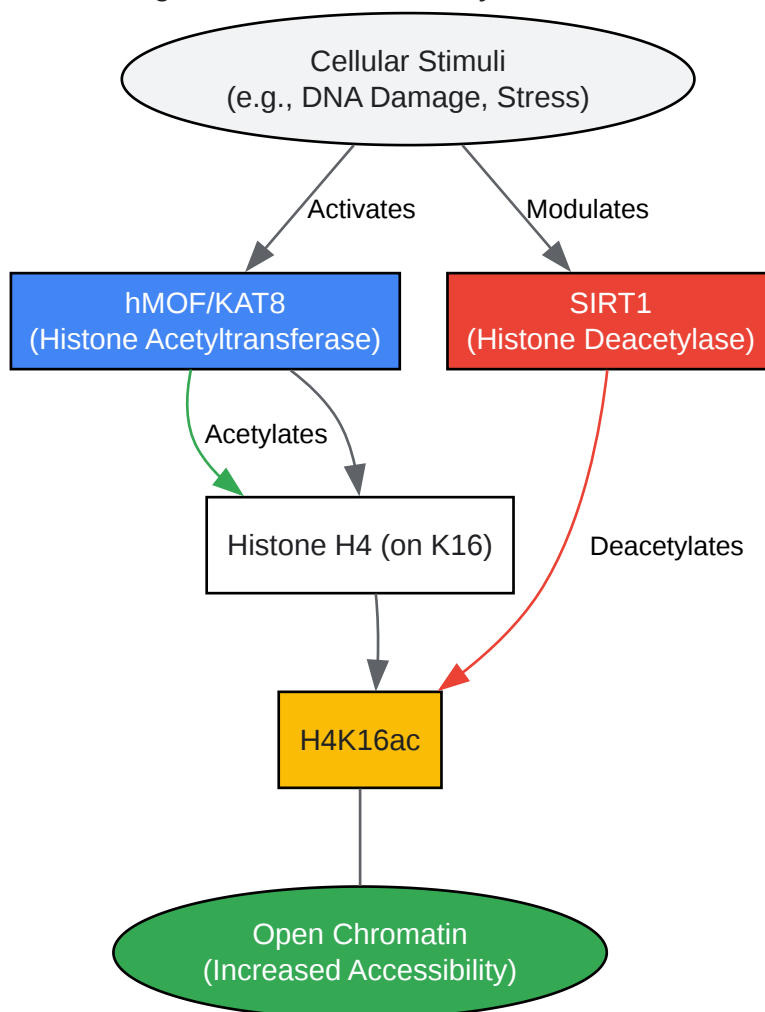 Cellular Stimuli
(e.g., DNA Damage, Stress)
Activates
Modulates
hMOF/KAT8
(Histone Acetyltransferase)
SIRT1
(Histone Deacetylase)
Acetylates
Histone H4 (on K16)
Deacetylates
H4K16ac
Open Chromatin
(Increased Accessibility)